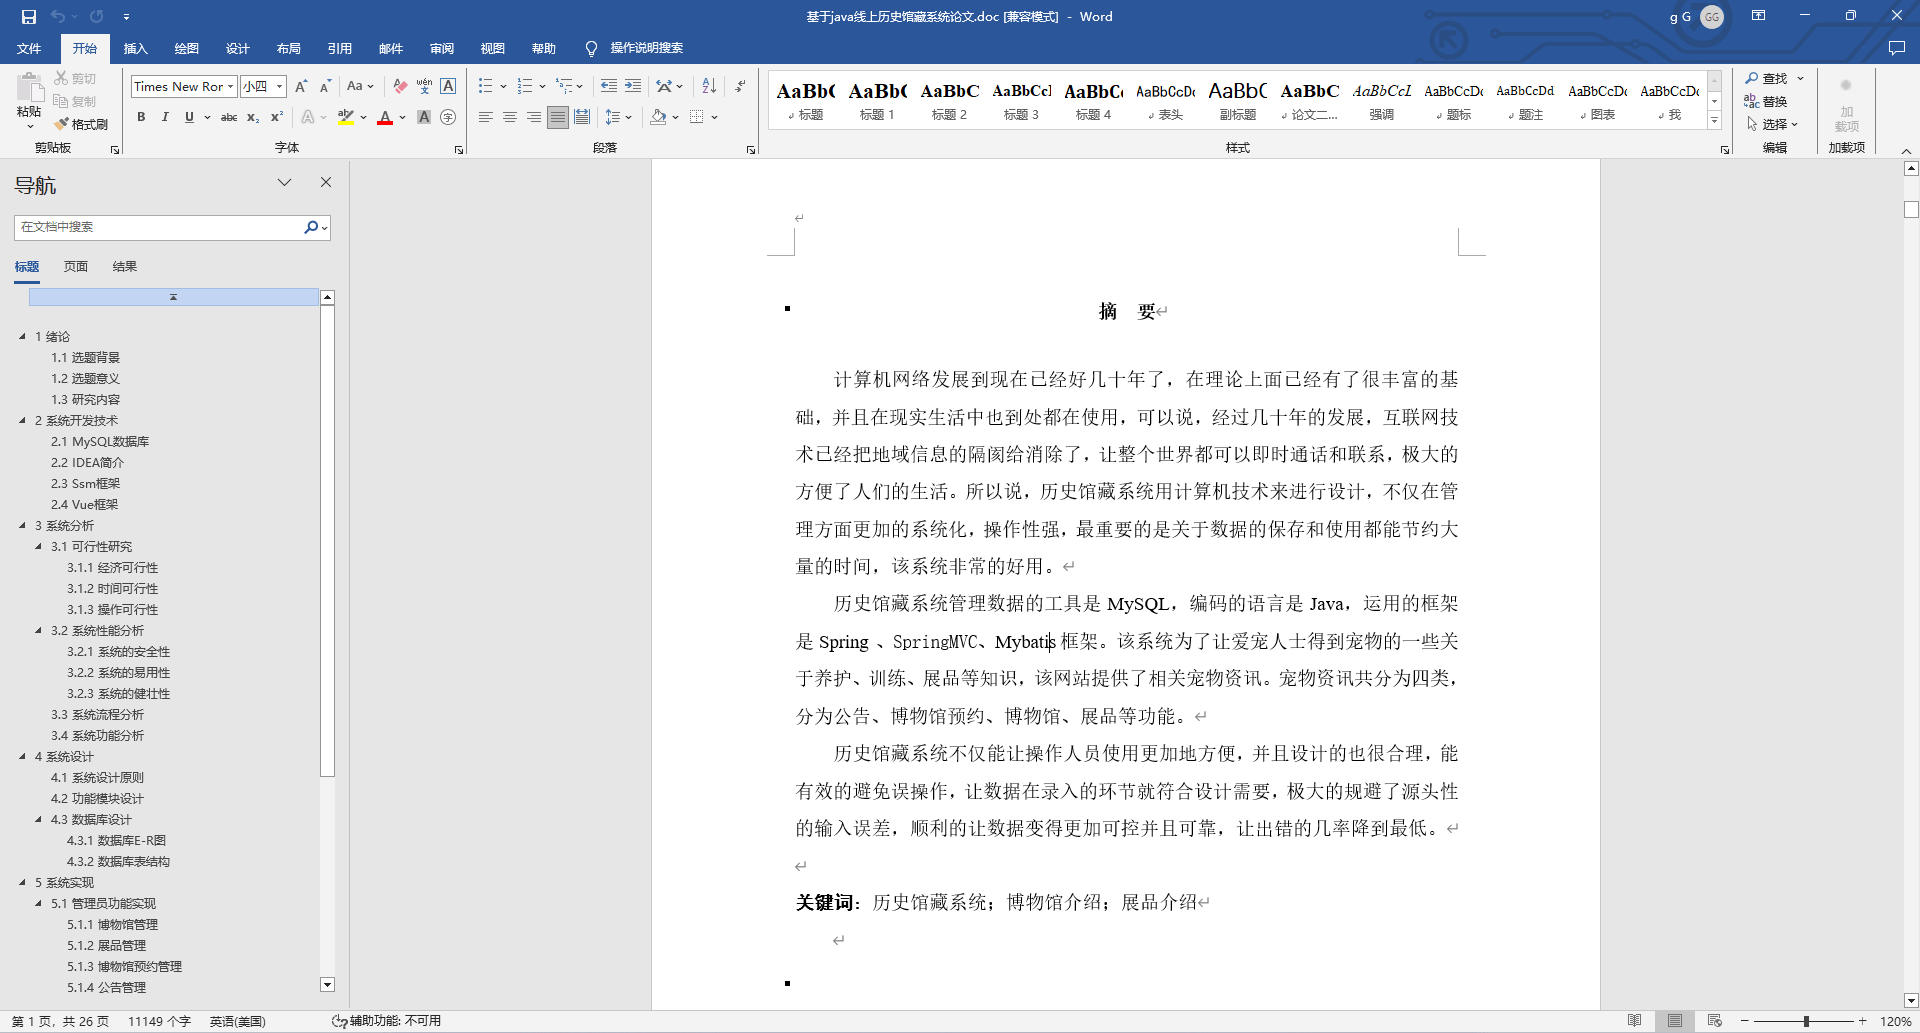 基于java线上历史馆藏系统论文.doc [兼容模式] - Word
g G GG
文件 开始 插入 绘图 设计 布局 引用 邮件 审阅 视图 帮助 操作说明搜索
粘贴 剪切 复制 格式刷
剪贴板
Times New Ror 小四
字体
段落
AaBb( AaBb( AaBbC AaBbCcI AaBbC( AaBbCcDc AaBbC AaBbC AaBbCcL AaBbCcDc AaBbCcDd AaBbCcDc AaBbCcDc
标题 标题 1 标题 2 标题 3 标题 4 表头 副标题 论文二... 强调 题标 题注 图表 我
样式
查找
替换
选择
编辑
加载项
加载项
导航
在文档中搜索
标题 页面 结果
1 绪论
1.1 选题背景
1.2 选题意义
1.3 研究内容
2 系统开发技术
2.1 MySQL数据库
2.2 IDEA简介
2.3 Ssm框架
2.4 Vue框架
3 系统分析
3.1 可行性研究
3.1.1 经济可行性
3.1.2 时间可行性
3.1.3 操作可行性
3.2 系统性能分析
3.2.1 系统的安全性
3.2.2 系统的易用性
3.2.3 系统的健壮性
3.3 系统流程分析
3.4 系统功能分析
4 系统设计
4.1 系统设计原则
4.2 功能模块设计
4.3 数据库设计
4.3.1 数据库E-R图
4.3.2 数据库表结构
5 系统实现
5.1 管理员功能实现
5.1.1 博物馆管理
5.1.2 展品管理
5.1.3 博物馆预约管理
5.1.4 公告管理
摘　要
计算机网络发展到现在已经好几十年了，在理论上面已经有了很丰富的基
础，并且在现实生活中也到处都在使用，可以说，经过几十年的发展，互联网技
术已经把地域信息的隔阂给消除了，让整个世界都可以即时通话和联系，极大的
方便了人们的生活。所以说，历史馆藏系统用计算机技术来进行设计，不仅在管
理方面更加的系统化，操作性强，最重要的是关于数据的保存和使用都能节约大
量的时间，该系统非常的好用。
历史馆藏系统管理数据的工具是 MySQL，编码的语言是 Java，运用的框架
是 Spring 、SpringMVC、Mybatis 框架。该系统为了让爱宠人士得到宠物的一些关
于养护、训练、展品等知识，该网站提供了相关宠物资讯。宠物资讯共分为四类，
分为公告、博物馆预约、博物馆、展品等功能。
历史馆藏系统不仅能让操作人员使用更加地方便，并且设计的也很合理，能
有效的避免误操作，让数据在录入的环节就符合设计需要，极大的规避了源头性
的输入误差，顺利的让数据变得更加可控并且可靠，让出错的几率降到最低。
关键词：历史馆藏系统；博物馆介绍；展品介绍
第 1 页，共 26 页 11149 个字 英语(美国) 辅助功能: 不可用 120%